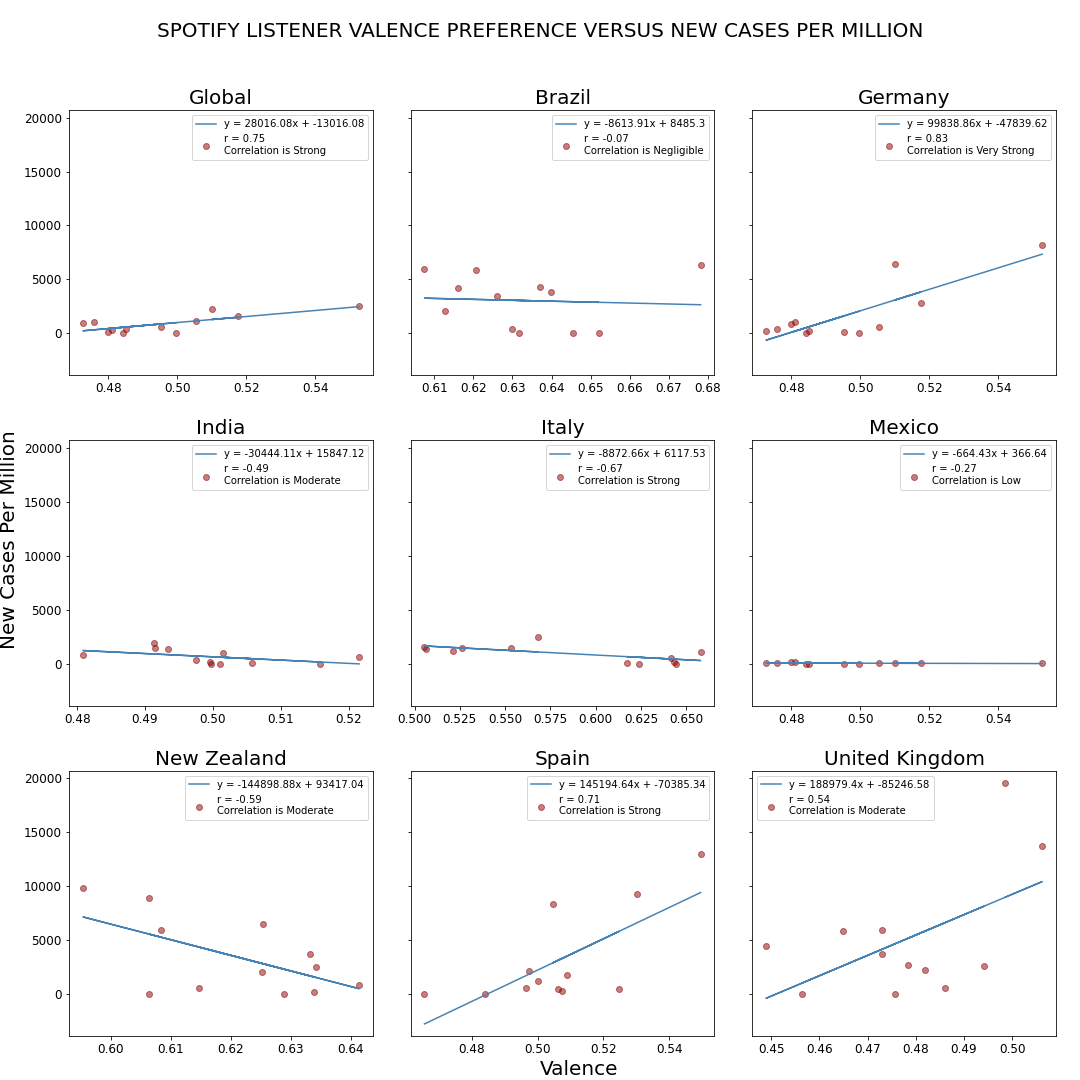 SPOTIFY LISTENER VALENCE PREFERENCE VERSUS NEW CASES PER MILLION
Global
y = 28016.08x + -13016.08
r = 0.75
Correlation is Strong
20000
15000
10000
5000
0
0.48 0.50 0.52 0.54
Brazil
y = -8613.91x + 8485.3
r = -0.07
Correlation is Negligible
0.61 0.62 0.63 0.64 0.65 0.66 0.67 0.68
Germany
y = 99838.86x + -47839.62
r = 0.83
Correlation is Very Strong
0.48 0.50 0.52 0.54
New Cases Per Million
India
y = -30444.11x + 15847.12
r = -0.49
Correlation is Moderate
20000
15000
10000
5000
0
0.48 0.49 0.50 0.51 0.52
Italy
y = -8872.66x + 6117.53
r = -0.67
Correlation is Strong
0.500 0.525 0.550 0.575 0.600 0.625 0.650
Mexico
y = -664.43x + 366.64
r = -0.27
Correlation is Low
0.48 0.50 0.52 0.54
New Zealand
y = -144898.88x + 93417.04
r = -0.59
Correlation is Moderate
20000
15000
10000
5000
0
0.60 0.61 0.62 0.63 0.64
Spain
y = 145194.64x + -70385.34
r = 0.71
Correlation is Strong
0.48 0.50 0.52 0.54
United Kingdom
y = 188979.4x + -85246.58
r = 0.54
Correlation is Moderate
0.45 0.46 0.47 0.48 0.49 0.50
Valence